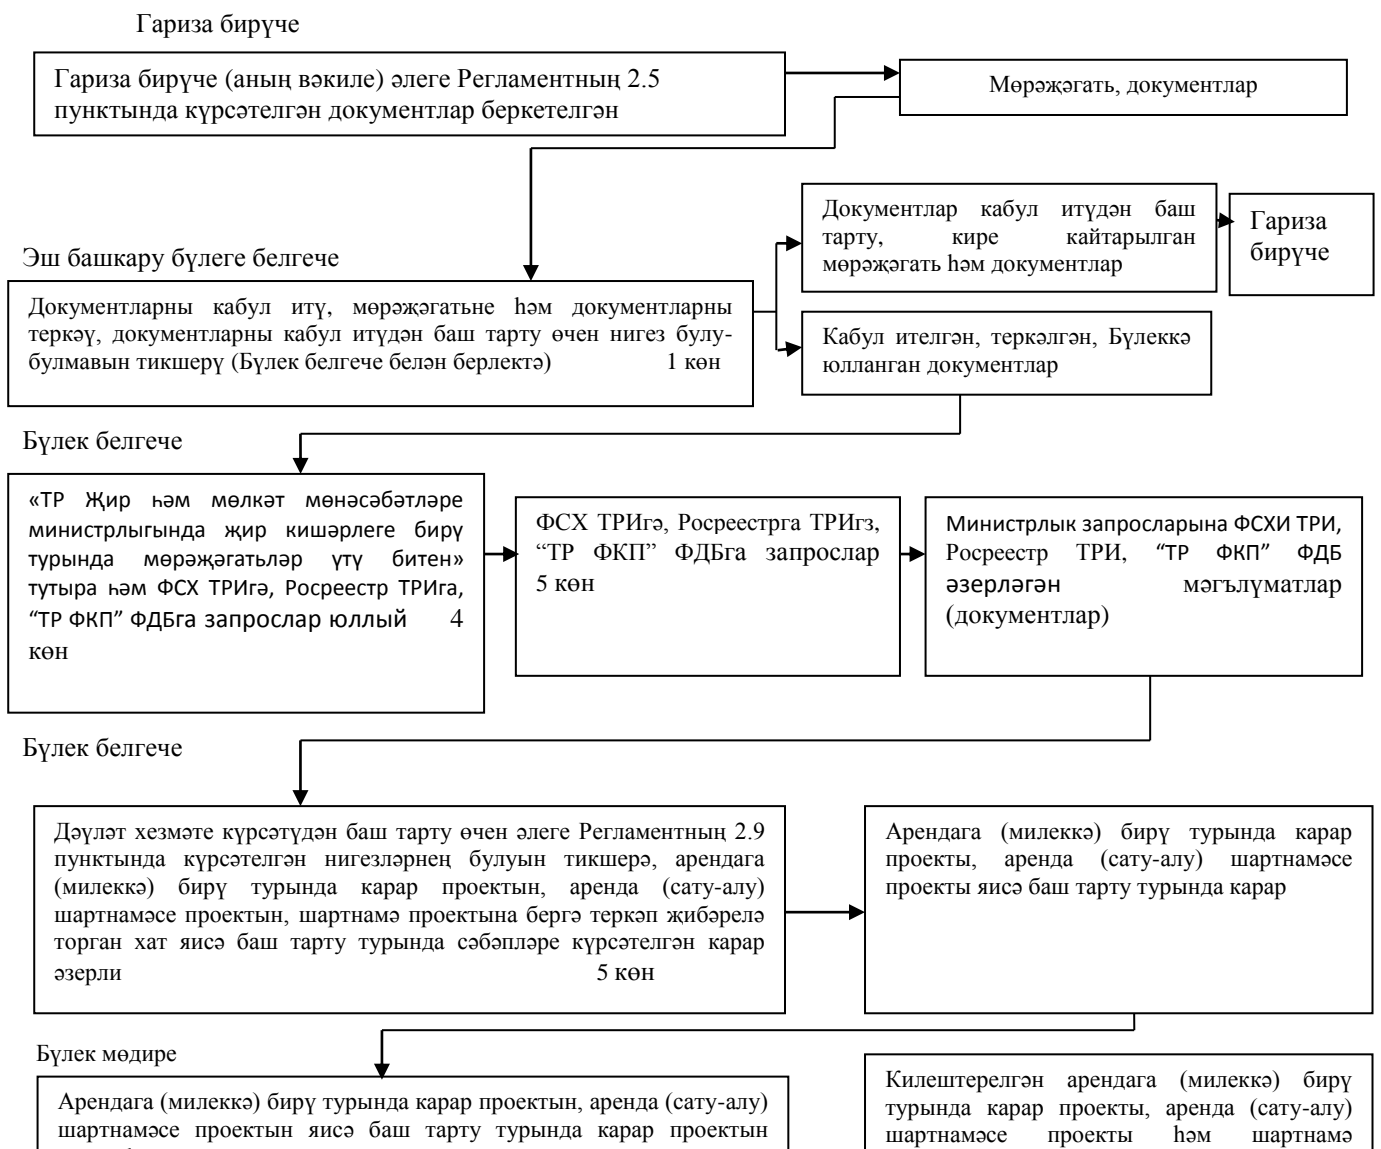 Гариза бирүче
Гариза бирүче (аның вәкиле) әлеге Регламентның 2.5
пунктында күрсәтелгән документлар беркетелгән
Мөрәҗәгать, документлар
Документлар кабул итүдән баш
тарту, кире кайтарылган
мөрәҗәгать һәм документлар
Гариза
бирүче
Эш башкару бүлеге белгече
Документларны кабул итү, мөрәҗәгатьне һәм документларны
теркәү, документларны кабул итүдән баш тарту өчен нигез булу-
булмавын тикшерү (Бүлек белгече белән берлектә) 1 көн
Кабул ителгән, теркәлгән, Бүлеккә
юлланган документлар
Бүлек белгече
«ТР Җир һәм мөлкәт мөнәсәбәтләре
министрлыгында җир кишәрлеге бирү
турында мөрәҗәгатьләр үтү битен»
тутыра һәм ФСХ ТРИгә, Росреестр ТРИга,
“ТР ФКП” ФДБга запрослар юллый 4
көн
ФСХ ТРИгә, Росреестрга ТРИгз,
“ТР ФКП” ФДБга запрослар
5 көн
Министрлык запросларына ФСХИ ТРИ,
Росреестр ТРИ, “ТР ФКП” ФДБ
әзерләгән мәгълүматлар
(документлар)
Бүлек белгече
Дәүләт хезмәте күрсәтүдән баш тарту өчен әлеге Регламентның 2.9
пунктында күрсәтелгән нигезләрнең булуын тикшерә, арендага
(милеккә) бирү турында карар проектын, аренда (сату-алу)
шартнамәсе проектын, шартнамә проектына бергә теркәп җибәрелә
торган хат яисә баш тарту турында сәбәпләре күрсәтелгән карар
әзерли 5 көн
Арендага (милеккә) бирү турында карар
проекты, аренда (сату-алу) шартнамәсе
проекты яисә баш тарту турында карар
Бүлек мөдире
Арендага (милеккә) бирү турында карар проектын, аренда (сату-алу)
шартнамәсе проектын яисә баш тарту турында карар проектын
Килештерелгән арендага (милеккә) бирү
турында карар проекты, аренда (сату-алу)
шартнамәсе проекты һәм шартнамә